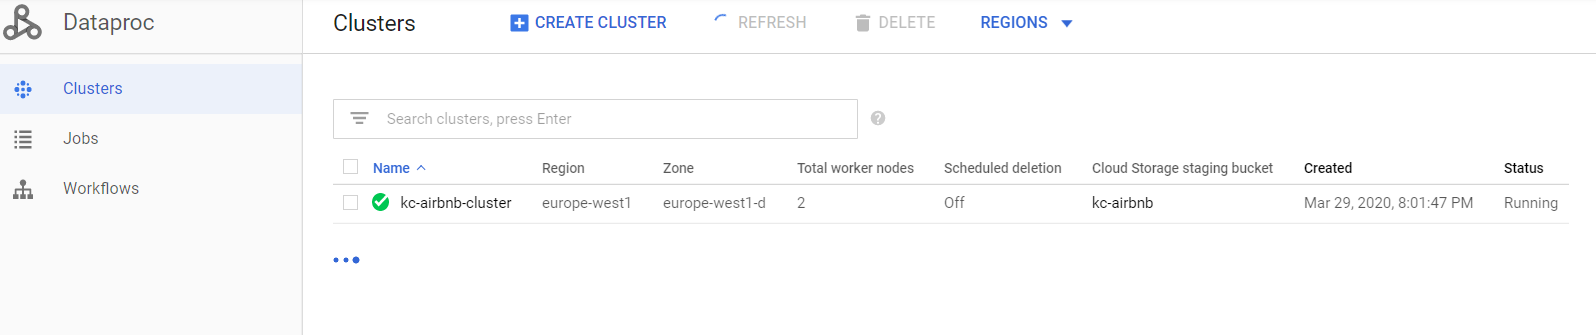 Dataproc
Clusters CREATE CLUSTER REFRESH DELETE REGIONS
Clusters
Jobs
Workflows
Search clusters, press Enter ?
Name Region Zone Total worker nodes Scheduled deletion Cloud Storage staging bucket Created Status
kc-airbnb-cluster europe-west1 europe-west1-d 2 Off kc-airbnb Mar 29, 2020, 8:01:47 PM Running